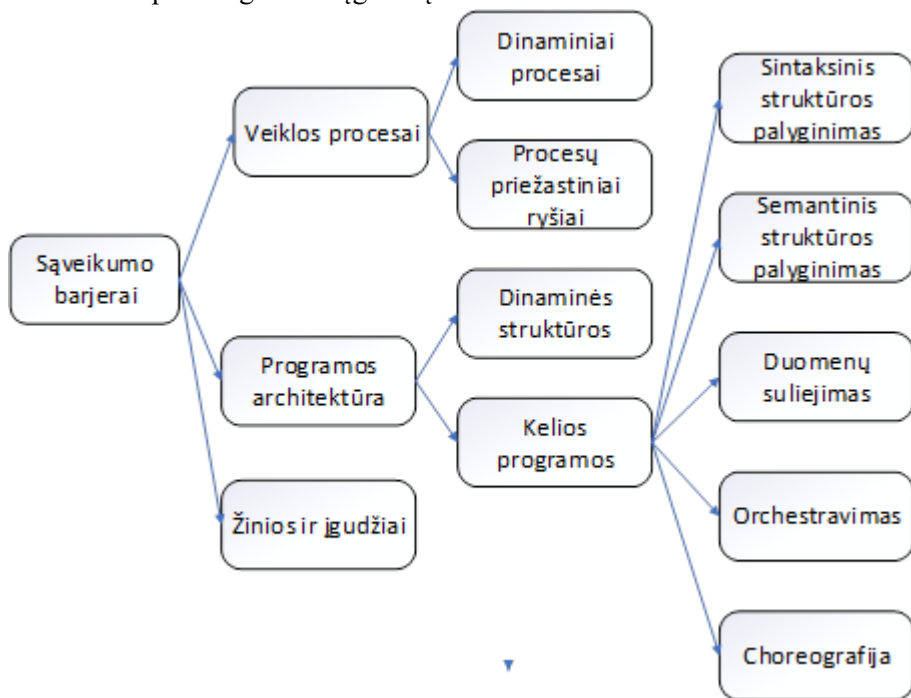 Dinaminiai
procesai
Sintaksinis
struktūros
palyginimas
Veiklos procesai
Procesų
priežastiniai
ryšiai
Semantinis
struktūros
palyginimas
Sąveikumo
barjerai
Dinaminės
struktūros
Programos
architektūra
Duomenų
suliejimas
Kelios
programos
Žinios ir įgudžiai
Orchestravimas
Choreografija